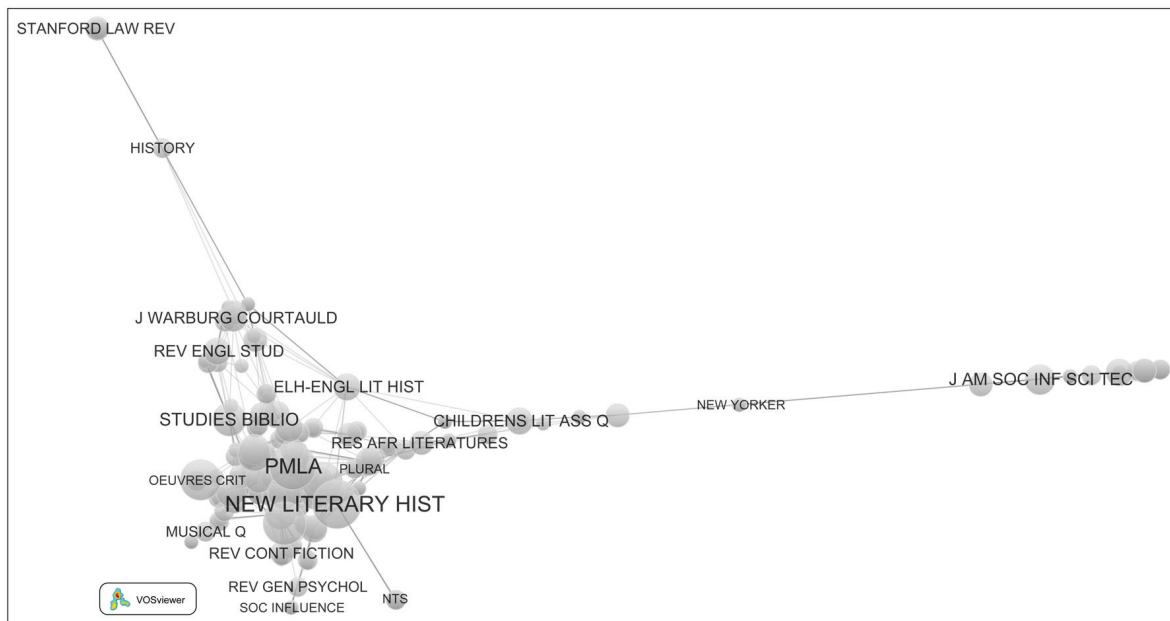 STANFORD LAW REV
HISTORY
J WARBURG COURTAULD
REV ENGL STUD
J AM SOC INF SCI TEC
ELH-ENGL LIT HIST
NEW YORKER
STUDIES BIBLIO
CHILDRENS LIT ASS Q
RES AFR LITERATURES
PMLA
PLURAL
OEUVRES CRIT
NEW LITERARY HIST
MUSICAL Q
REV CONT FICTION
REV GEN PSYCHOL
NTS
SOC INFLUENCE
VOSviewer